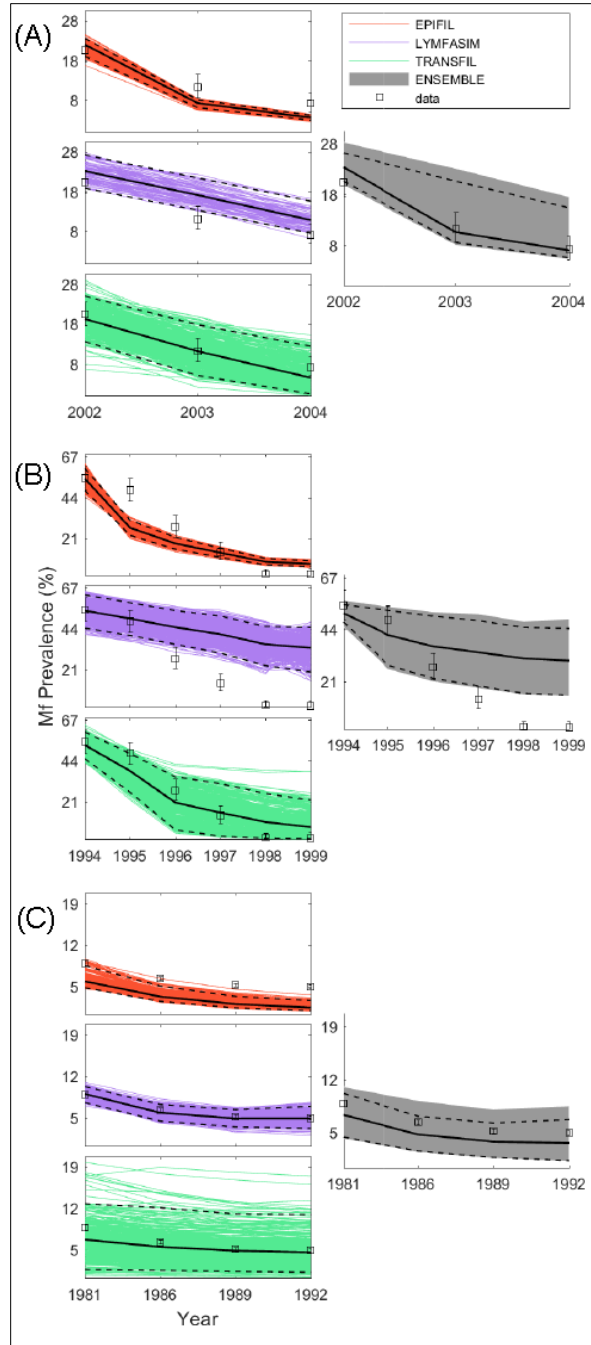 (A)
28
18
8
28
18
8
28
18
8
2002 2003 2004
EPIFIL
LYMFASIM
TRANSFIL
ENSEMBLE
data
28
18
8
2002 2003 2004
(B)
Mf Prevalence (%)
67
44
21
67
44
21
67
44
21
1994 1995 1996 1997 1998 1999
67
44
21
1994 1995 1996 1997 1998 1999
(C)
19
12
5
19
12
5
19
12
5
1981 1986 1989 1992
Year
19
12
5
1981 1986 1989 1992